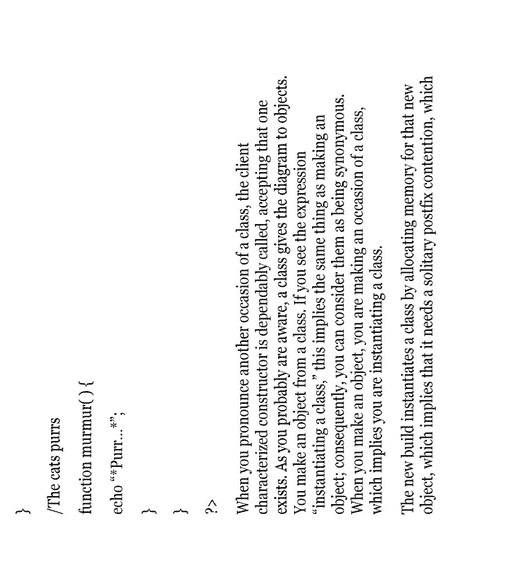 }
/The cats purrs
function murmur( ) {
echo “*Purr...*”;
}
}
?>
When you pronounce another occasion of a class, the client
characterized constructor is dependably called, accepting that one
exists. As you probably are aware, a class gives the diagram to objects.
You make an object from a class. If you see the expression
“instantiating a class,” this implies the same thing as making an
object; consequently, you can consider them as being synonymous.
When you make an object, you are making an occasion of a class,
which implies you are instantiating a class.
The new build instantiates a class by allocating memory for that new
object, which implies that it needs a solitary postfix contention, which